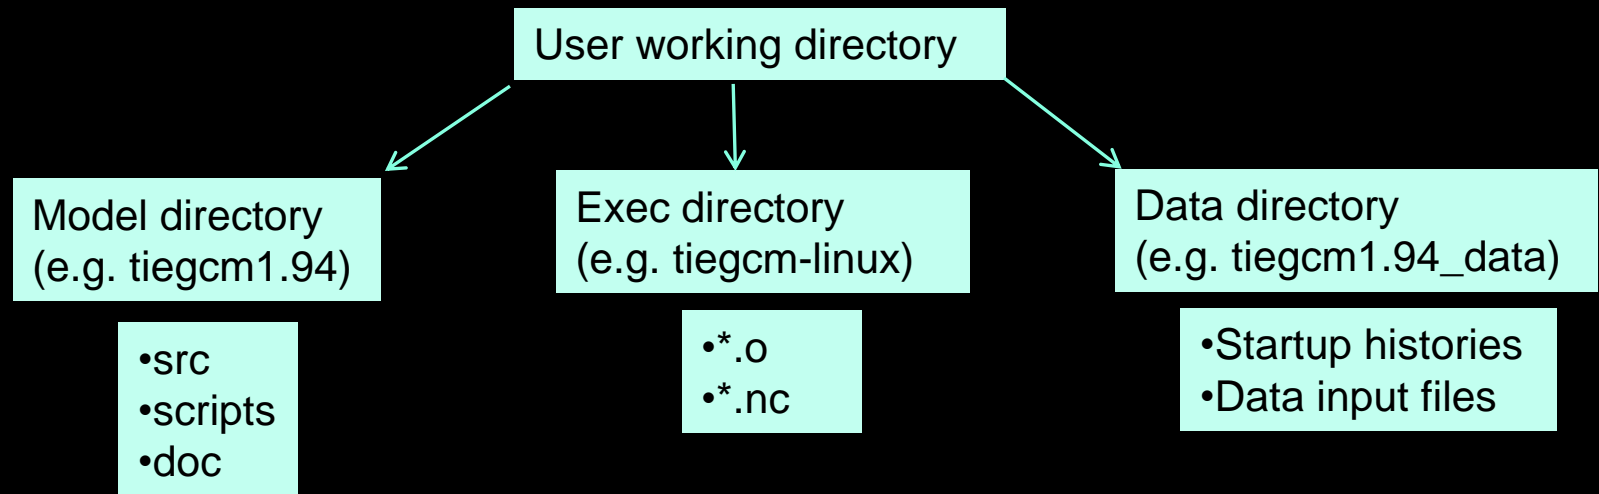 User working directory
Model directory
(e.g. tiegcm1.94)
Exec directory
(e.g. tiegcm-linux)
Data directory
(e.g. tiegcm1.94_data)
•src
•scripts
•doc
•*.o
•*.nc
•Startup histories
•Data input files